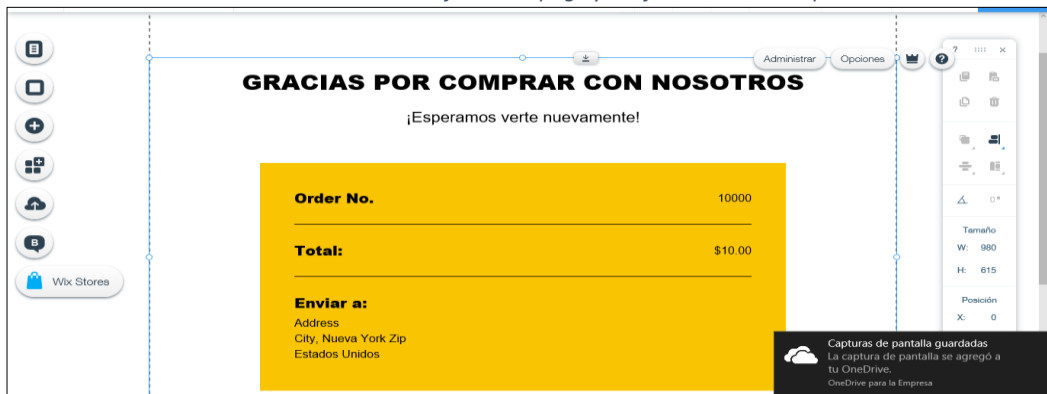 Administrar
Opciones
GRACIAS POR COMPRAR CON NOSOTROS
¡Esperamos verte nuevamente!
Order No.
10000
Total:
$10.00
Enviar a:
Address
City, Nueva York Zip
Estados Unidos
B
Wix Stores
?
0°
Tamaño
W: 980
H: 615
Posición
X: 0
Capturas de pantalla guardadas
La captura de pantalla se agregó a
tu OneDrive.
OneDrive para la Empresa